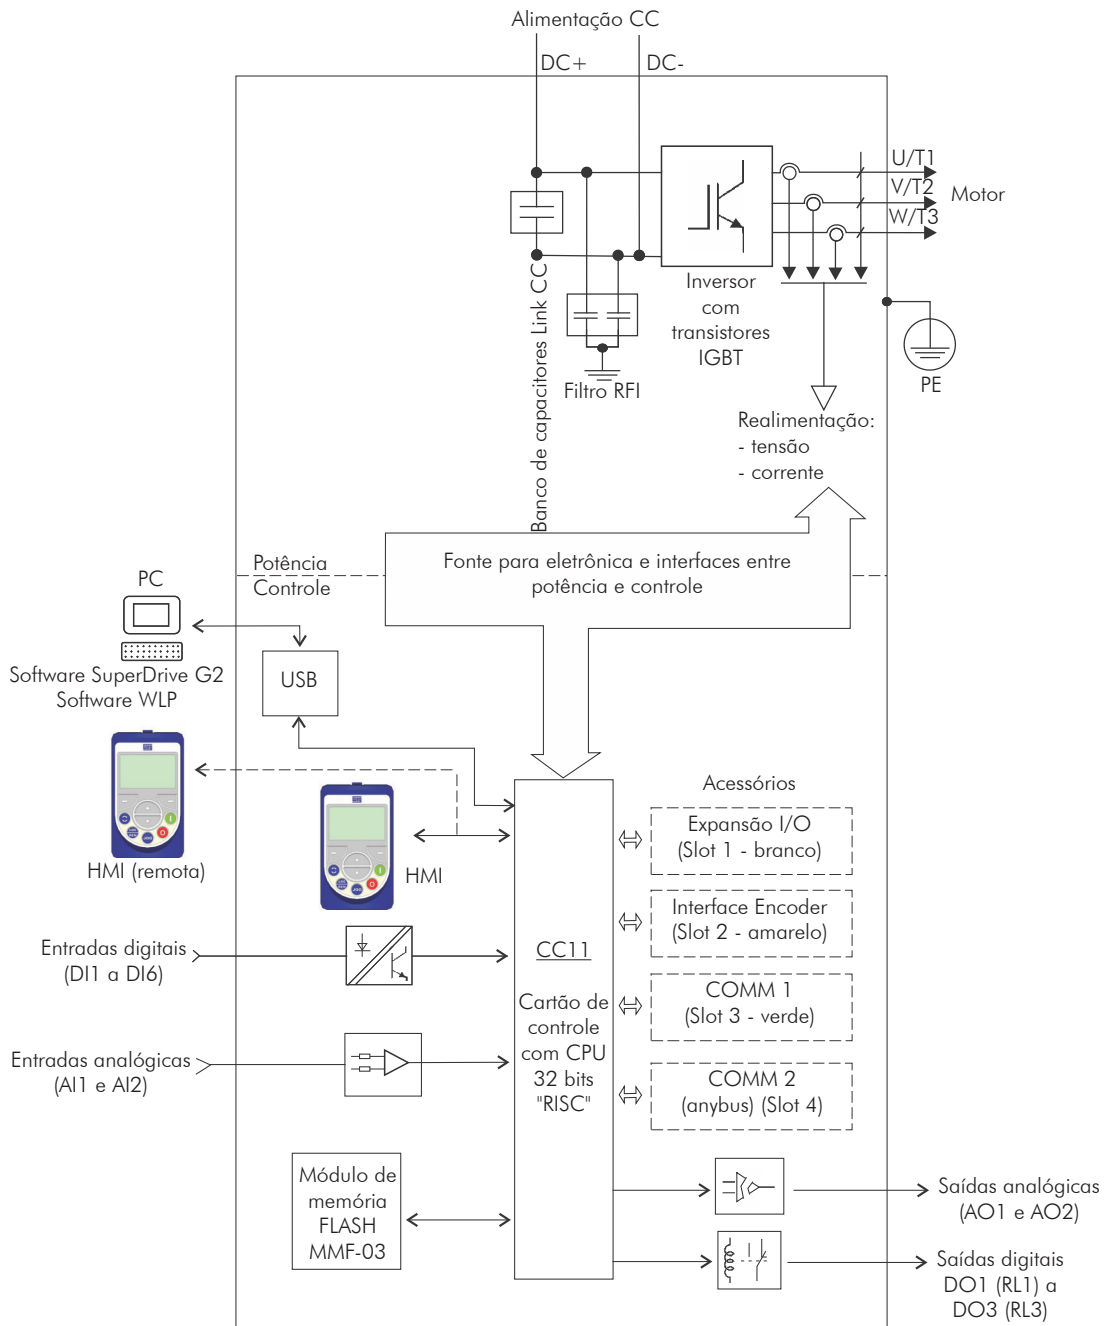 Alimentação CC
DC+
DC-
U/T1
V/T2
W/T3
Motor
Inversor
com
transistores
IGBT
Banco de capacitores Link CC
Filtro RFI
PE
Realimentação:
- tensão
- corrente
Potência
Controle
Fonte para eletrônica e interfaces entre
potência e controle
PC
Software SuperDrive G2
Software WLP
USB
HMI (remota)
HMI
Acessórios
Expansão I/O
(Slot 1 - branco)
Interface Encoder
(Slot 2 - amarelo)
COMM 1
(Slot 3 - verde)
COMM 2
(anybus) (Slot 4)
Entradas digitais
(DI1 a DI6)
CC11
Cartão de
controle
com CPU
32 bits
"RISC"
Entradas analógicas
(AI1 e AI2)
Módulo de
memória
FLASH
MMF-03
Saídas analógicas
(AO1 e AO2)
Saídas digitais
DO1 (RL1) a
DO3 (RL3)